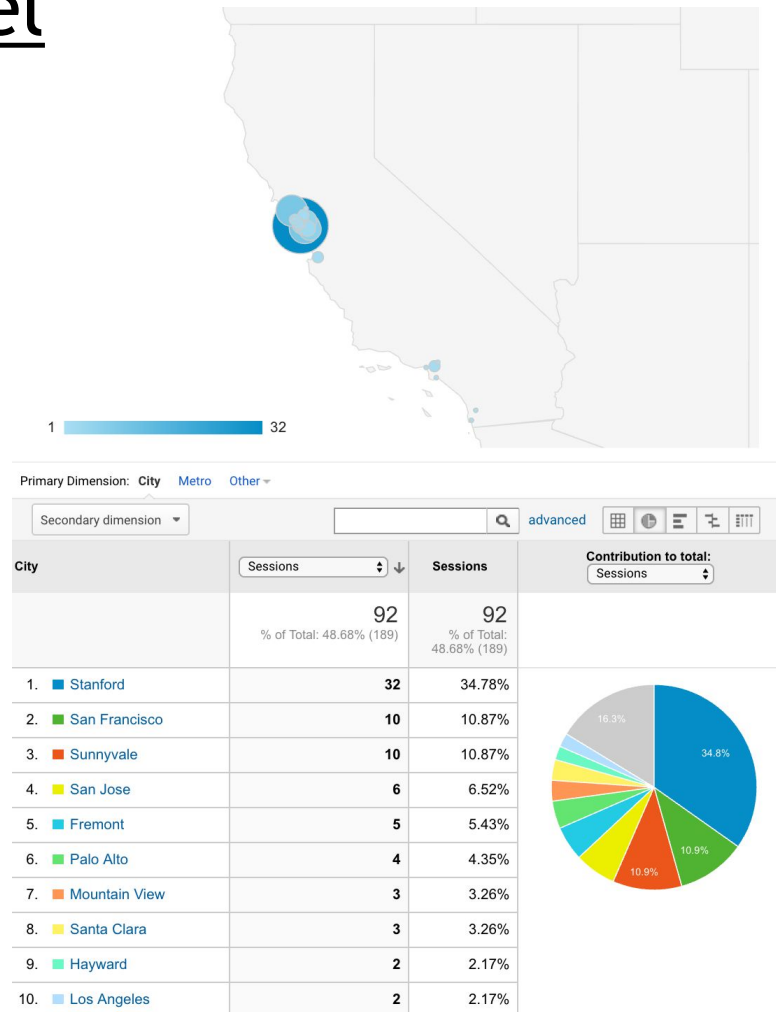 el
1 32
Primary Dimension: City Metro Other
Secondary dimension advanced
City Sessions Sessions Contribution to total:
Sessions
92 92
% of Total: 48.68% (189) % of Total:
48.68% (189)
1. Stanford 32 34.78%
2. San Francisco 10 10.87%
3. Sunnyvale 10 10.87%
4. San Jose 6 6.52%
5. Fremont 5 5.43%
6. Palo Alto 4 4.35%
7. Mountain View 3 3.26%
8. Santa Clara 3 3.26%
9. Hayward 2 2.17%
10. Los Angeles 2 2.17%
16.3%
34.8%
10.9%
10.9%